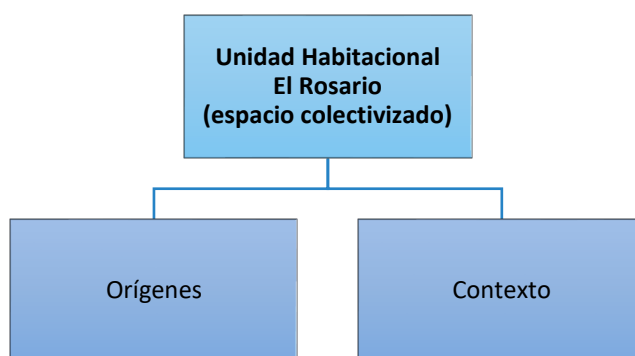 Unidad Habitacional
El Rosario
(espacio colectivizado)
Orígenes
Contexto